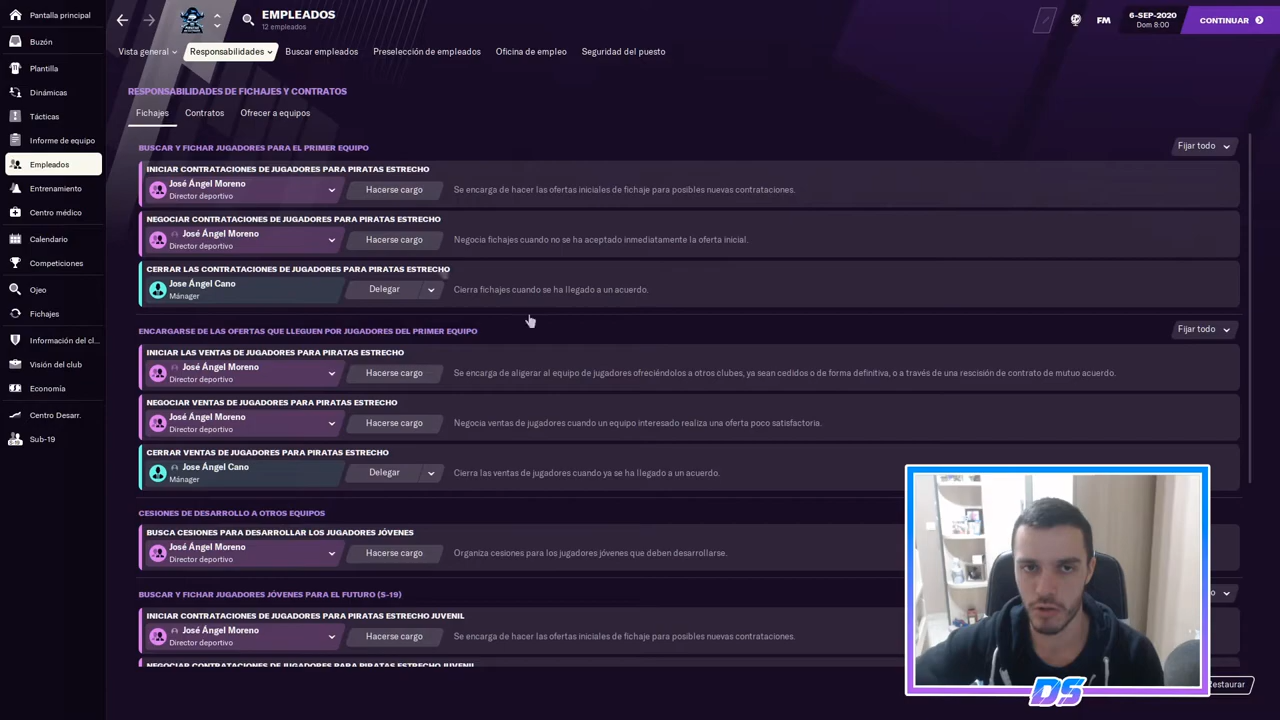 Pantalla principal
Buzón
Plantilla
Dinámicas
Tácticas
Informe de equipo
Empleados
Entrenamiento
Centro médico
Calendario
Competiciones
Ojeo
Fichajes
Información del cl...
Visión del club
Economía
Centro Desarr.
Sub-19
EMPLEADOS
12 empleados
FM
6-SEP-2020
Dom 8:00
CONTINUAR
Vista general
Responsabilidades
Buscar empleados
Preselección de empleados
Oficina de empleo
Seguridad del puesto
RESPONSABILIDADES DE FICHAJES Y CONTRATOS
Fichajes
Contratos
Ofrecer a equipos
BUSCAR Y FICHAR JUGADORES PARA EL PRIMER EQUIPO
Fijar todo
INICIAR CONTRATACIONES DE JUGADORES PARA PIRATAS ESTRECHO
José Ángel Moreno
Director deportivo
Hacerse cargo
Se encarga de hacer las ofertas iniciales de fichaje para posibles nuevas contrataciones.
NEGOCIAR CONTRATACIONES DE JUGADORES PARA PIRATAS ESTRECHO
José Ángel Moreno
Director deportivo
Hacerse cargo
Negocia fichajes cuando no se ha aceptado inmediatamente la oferta inicial.
CERRAR LAS CONTRATACIONES DE JUGADORES PARA PIRATAS ESTRECHO
Jose Ángel Cano
Mánager
Delegar
Cierra fichajes cuando se ha llegado a un acuerdo.
ENCARGARSE DE LAS OFERTAS QUE LLEGUEN POR JUGADORES DEL PRIMER EQUIPO
Fijar todo
INICIAR LAS VENTAS DE JUGADORES PARA PIRATAS ESTRECHO
José Ángel Moreno
Director deportivo
Hacerse cargo
Se encarga de aligerar al equipo de jugadores ofreciéndolos a otros clubes, ya sean cedidos o de forma definitiva, o a través de una rescisión de contrato de mutuo acuerdo.
NEGOCIAR VENTAS DE JUGADORES PARA PIRATAS ESTRECHO
José Ángel Moreno
Director deportivo
Hacerse cargo
Negocia ventas de jugadores cuando un equipo interesado realiza una oferta poco satisfactoria.
CERRAR VENTAS DE JUGADORES PARA PIRATAS ESTRECHO
Jose Ángel Cano
Mánager
Delegar
Cierra las ventas de jugadores cuando ya se ha llegado a un acuerdo.
CESIONES DE DESARROLLO A OTROS EQUIPOS
BUSCA CESIONES PARA DESARROLLAR LOS JUGADORES JÓVENES
José Ángel Moreno
Director deportivo
Hacerse cargo
Organiza cesiones para los jugadores jóvenes que deben desarrollarse.
BUSCAR Y FICHAR JUGADORES JÓVENES PARA EL FUTURO (S-19)
INICIAR CONTRATACIONES DE JUGADORES PARA PIRATAS ESTRECHO JUVENIL
José Ángel Moreno
Director deportivo
Hacerse cargo
Se encarga de hacer las ofertas iniciales de fichaje para posibles nuevas contrataciones.
NEGOCIAR CONTRATACIONES DE JUGADORES PARA PIRATAS ESTRECHO JUVENIL
Restaurar
DS